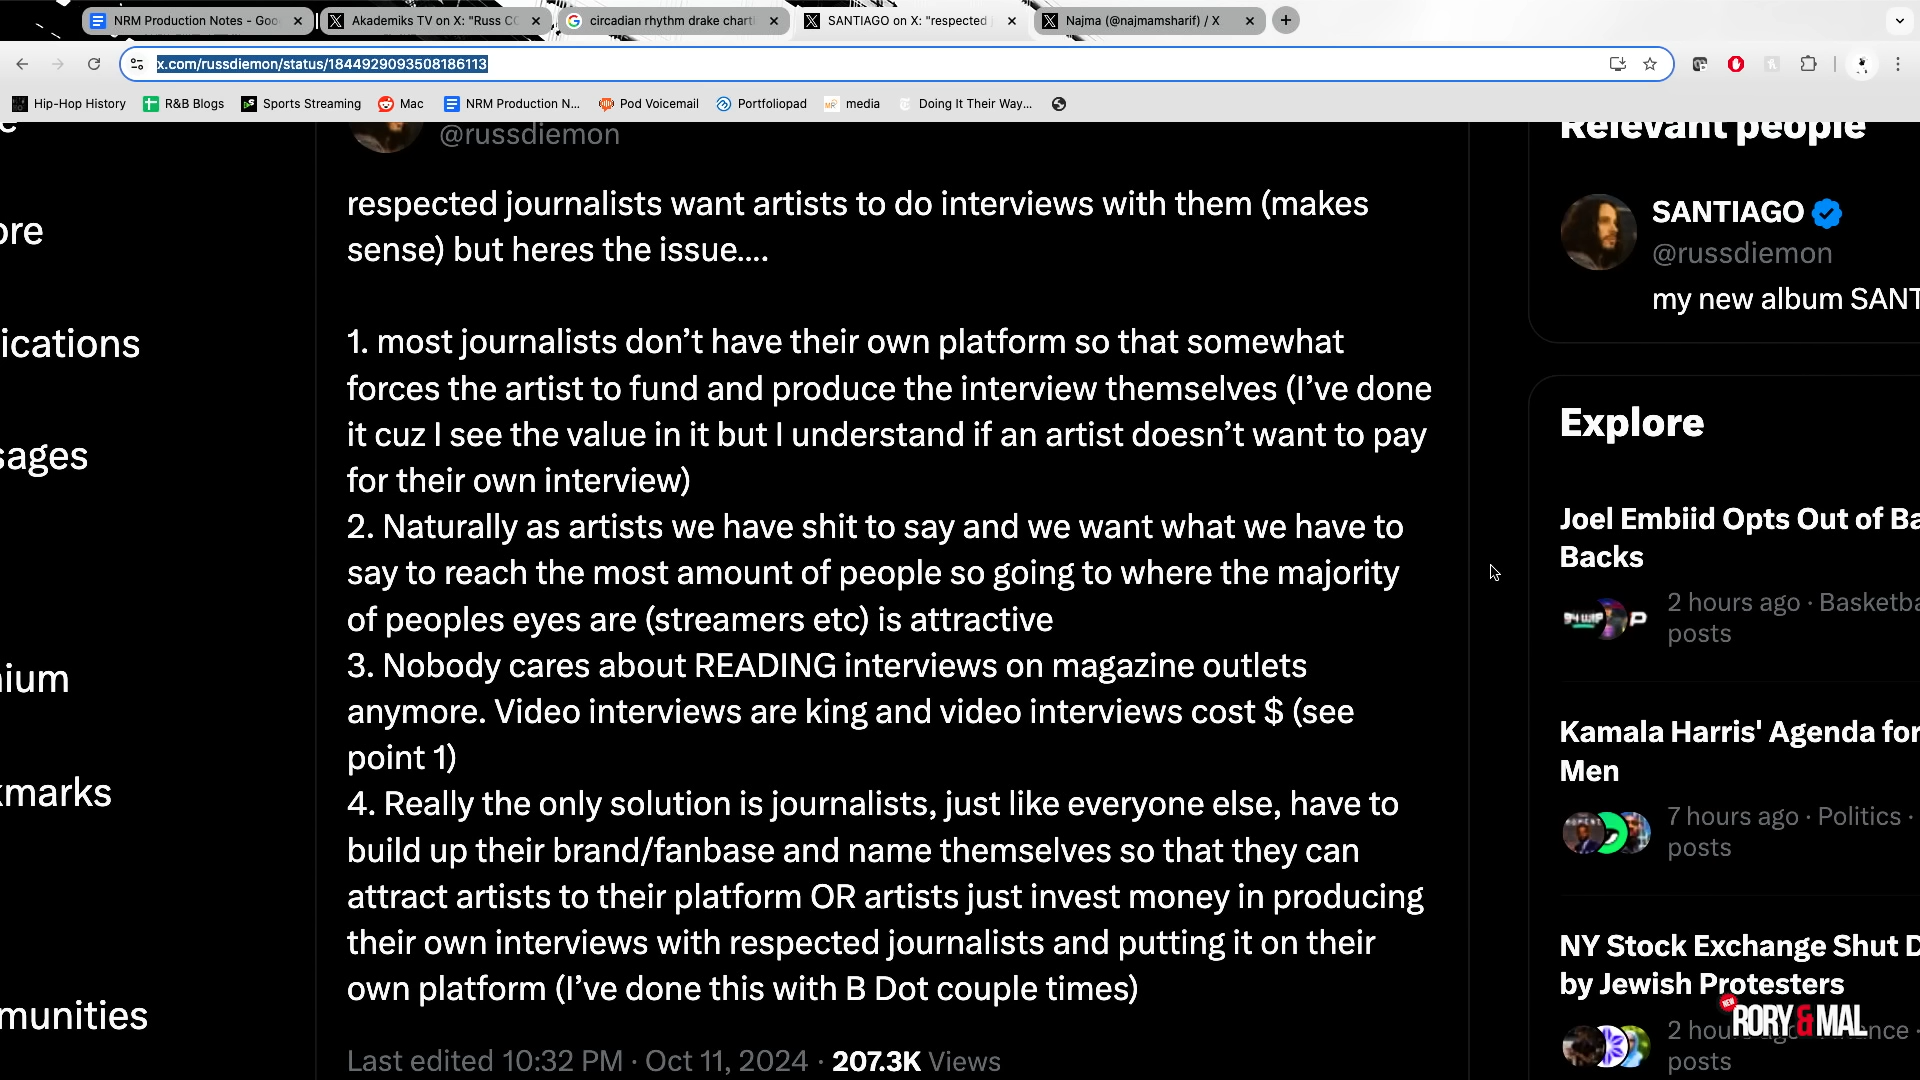 NRM Production Notes - Goo
Akademiks TV on X: "Russ CO
circadian rhythm drake charti
SANTIAGO on X: "respected j
Najma (@najmamsharif) / X
x.com/russdiemon/status/1844929093508186113
Hip-Hop History
R&B Blogs
Sports Streaming
Mac
NRM Production N...
Pod Voicemail
Portfoliopad
media
Doing It Their Way...
ore
ications
sages
nium
kmarks
munities
@russdiemon
respected journalists want artists to do interviews with them (makes
sense) but heres the issue....
1. most journalists don’t have their own platform so that somewhat
forces the artist to fund and produce the interview themselves (I’ve done
it cuz I see the value in it but I understand if an artist doesn’t want to pay
for their own interview)
2. Naturally as artists we have shit to say and we want what we have to
say to reach the most amount of people so going to where the majority
of peoples eyes are (streamers etc) is attractive
3. Nobody cares about READING interviews on magazine outlets
anymore. Video interviews are king and video interviews cost $ (see
point 1)
4. Really the only solution is journalists, just like everyone else, have to
build up their brand/fanbase and name themselves so that they can
attract artists to their platform OR artists just invest money in producing
their own interviews with respected journalists and putting it on their
own platform (I’ve done this with B Dot couple times)
Last edited 10:32 PM · Oct 11, 2024 · 207.3K Views
Relevant people
SANTIAGO
@russdiemon
my new album SANT
Explore
Joel Embiid Opts Out of Ba
Backs
2 hours ago · Basketba
posts
Kamala Harris' Agenda for
Men
7 hours ago · Politics ·
posts
NY Stock Exchange Shut D
by Jewish Protesters
2 hou
posts
NEW
RORY & MAL